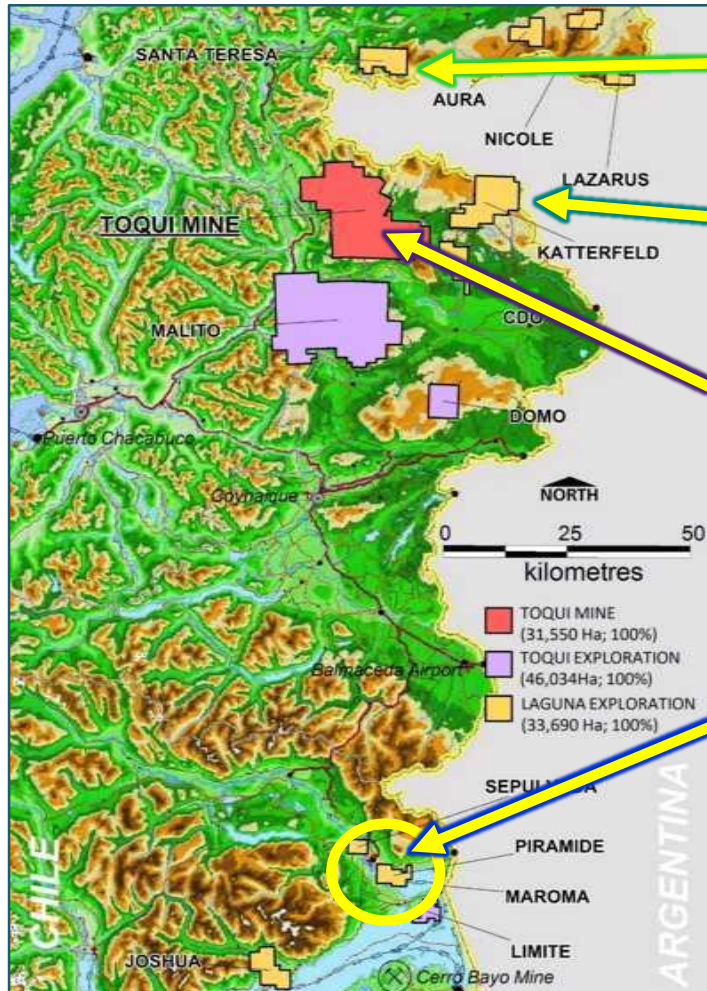 SANTA TERESA
AURA
NICOLE
LAZARUS
TOQUI MINE
KATTERFELD
CDO
MALITO
DOMO
Puerto Chacabuco
Coyhaique
NORTH
0 25 50
kilometres
TOQUI MINE
(31,550 Ha; 100%)
TOQUI EXPLORATION
(46,034Ha; 100%)
Balmaceda Airport
LAGUNA EXPLORATION
(33,690 Ha; 100%)
PIRAMIDE
MAROMA
LIMITE
CHILE
ARGENTINA
JOSHUA
Cerro Bayo Mine